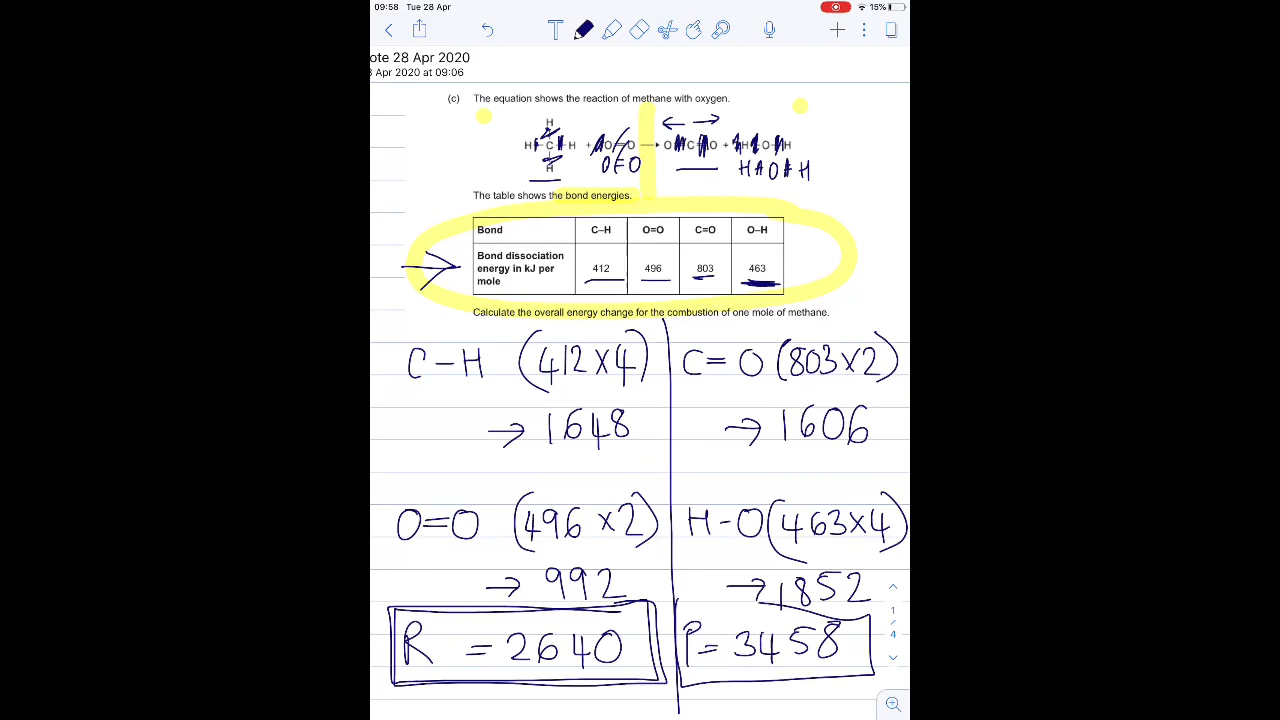 09:58 Tue 28 Apr
15%
T
ote 28 Apr 2020
8 Apr 2020 at 09:06
(c) The equation shows the reaction of methane with oxygen.
H
H C H + O O → O C O + H O H
H
O=O H-O-H
The table shows the bond energies.
Bond C–H O=O C=O O–H
Bond dissociation
energy in kJ per
mole
412 496 803 463
Calculate the overall energy change for the combustion of one mole of methane.
C-H (412×4) C=O (803×2)
→ 1648 → 1606
O=O (496×2) H-O (463×4)
→ 992 → 1852
R = 2640 P= 3458
1
/
4